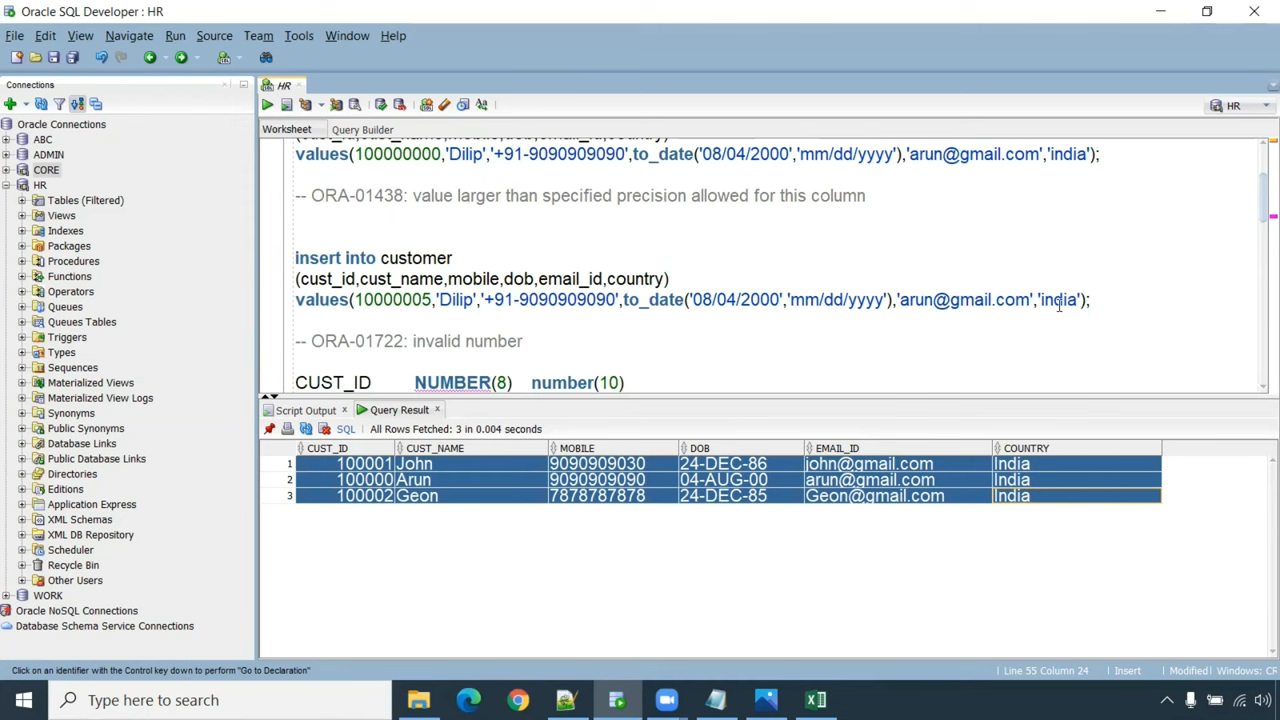 Oracle SQL Developer : HR
File Edit View Navigate Run Source Team Tools Window Help
Connections
HR
HR
Worksheet Query Builder
Oracle Connections
ABC
ADMIN
CORE
HR
Tables (Filtered)
Views
Indexes
Packages
Procedures
Functions
Operators
Queues
Queues Tables
Triggers
Types
Sequences
Materialized Views
Materialized View Logs
Synonyms
Public Synonyms
Database Links
Public Database Links
Directories
Editions
Application Express
XML Schemas
XML DB Repository
Scheduler
Recycle Bin
Other Users
WORK
Oracle NoSQL Connections
Database Schema Service Connections
(cust_id,cust_name,mobile,dob,email_id,country)
values(100000000,'Dilip','+91-9090909090',to_date('08/04/2000','mm/dd/yyyy'),'arun@gmail.com','india');
-- ORA-01438: value larger than specified precision allowed for this column
insert into customer
(cust_id,cust_name,mobile,dob,email_id,country)
values(10000005,'Dilip','+91-9090909090',to_date('08/04/2000','mm/dd/yyyy'),'arun@gmail.com','india');
-- ORA-01722: invalid number
CUST_ID NUMBER(8) number(10)
Script Output Query Result
SQL All Rows Fetched: 3 in 0.004 seconds
CUST_ID CUST_NAME MOBILE DOB EMAIL_ID COUNTRY
1 100001 John 9090909030 24-DEC-86 john@gmail.com India
2 100000 Arun 9090909090 04-AUG-00 arun@gmail.com India
3 100002 Geon 7878787878 24-DEC-85 Geon@gmail.com India
Click on an identifier with the Control key down to perform "Go to Declaration" Line 55 Column 24 Insert Modified Windows: CR
Type here to search